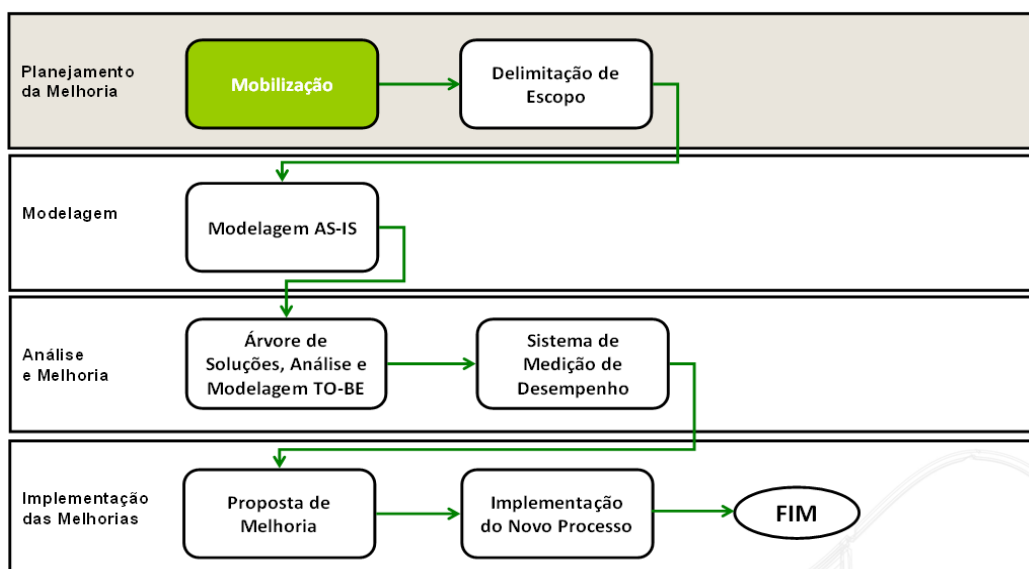 Planejamento
da Melhoria
Mobilização
Delimitação de
Escopo
Modelagem
Modelagem AS-IS
Análise
e Melhoria
Árvore de
Soluções, Análise e
Modelagem TO-BE
Sistema de
Medição de
Desempenho
Implementação
das Melhorias
Proposta de
Melhoria
Implementação
do Novo Processo
FIM